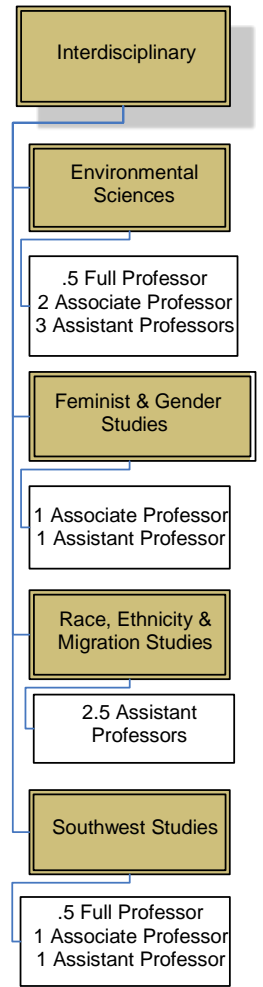 Interdisciplinary
Environmental
Sciences
.5 Full Professor
2 Associate Professor
3 Assistant Professors
Feminist & Gender
Studies
1 Associate Professor
1 Assistant Professor
Race, Ethnicity &
Migration Studies
2.5 Assistant
Professors
Southwest Studies
.5 Full Professor
1 Associate Professor
1 Assistant Professor